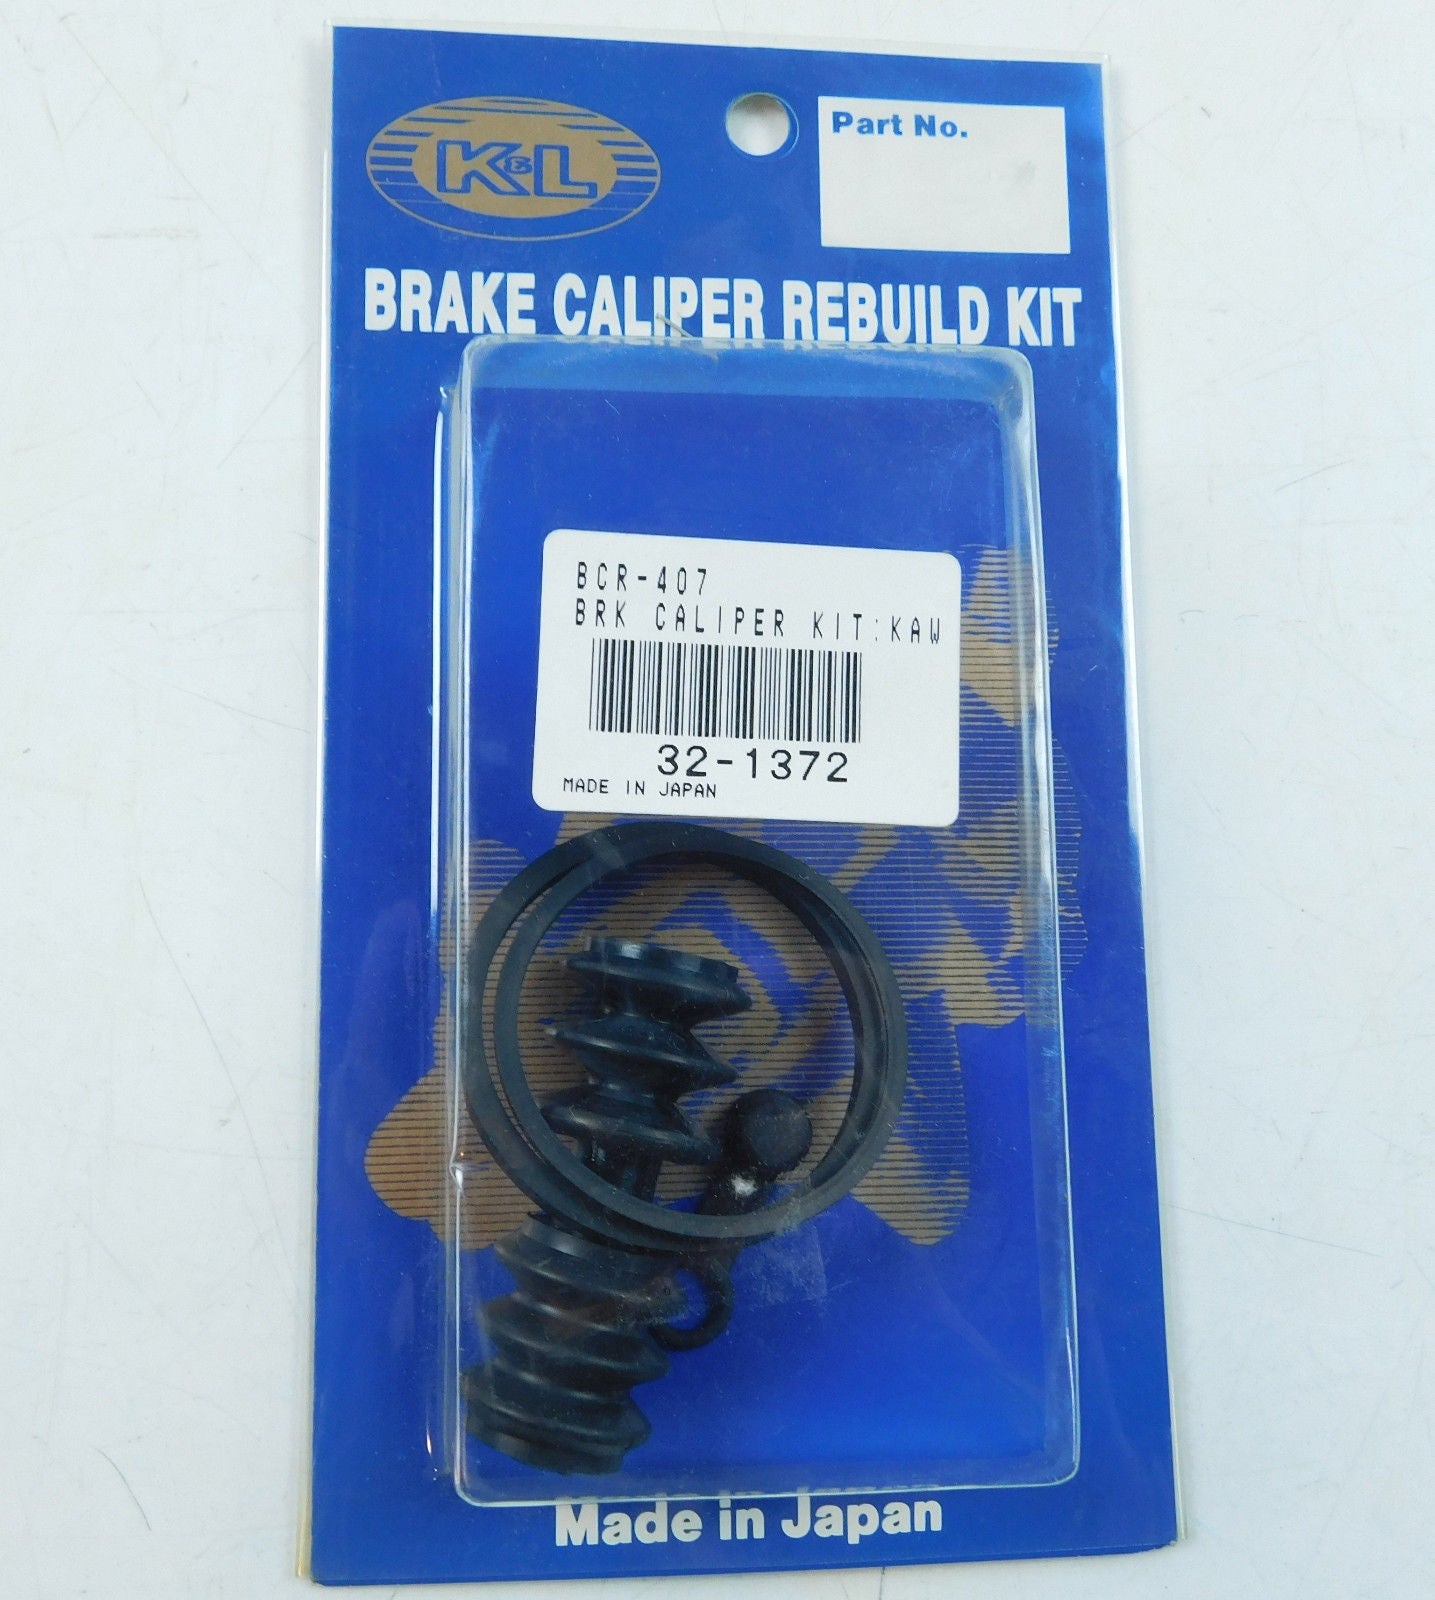 K&L
Part No.
BRAKE CALIPER REBUILD KIT
BCR-407
BRK CALIPER KIT:KAW
32-1372
MADE IN JAPAN
Made in Japan